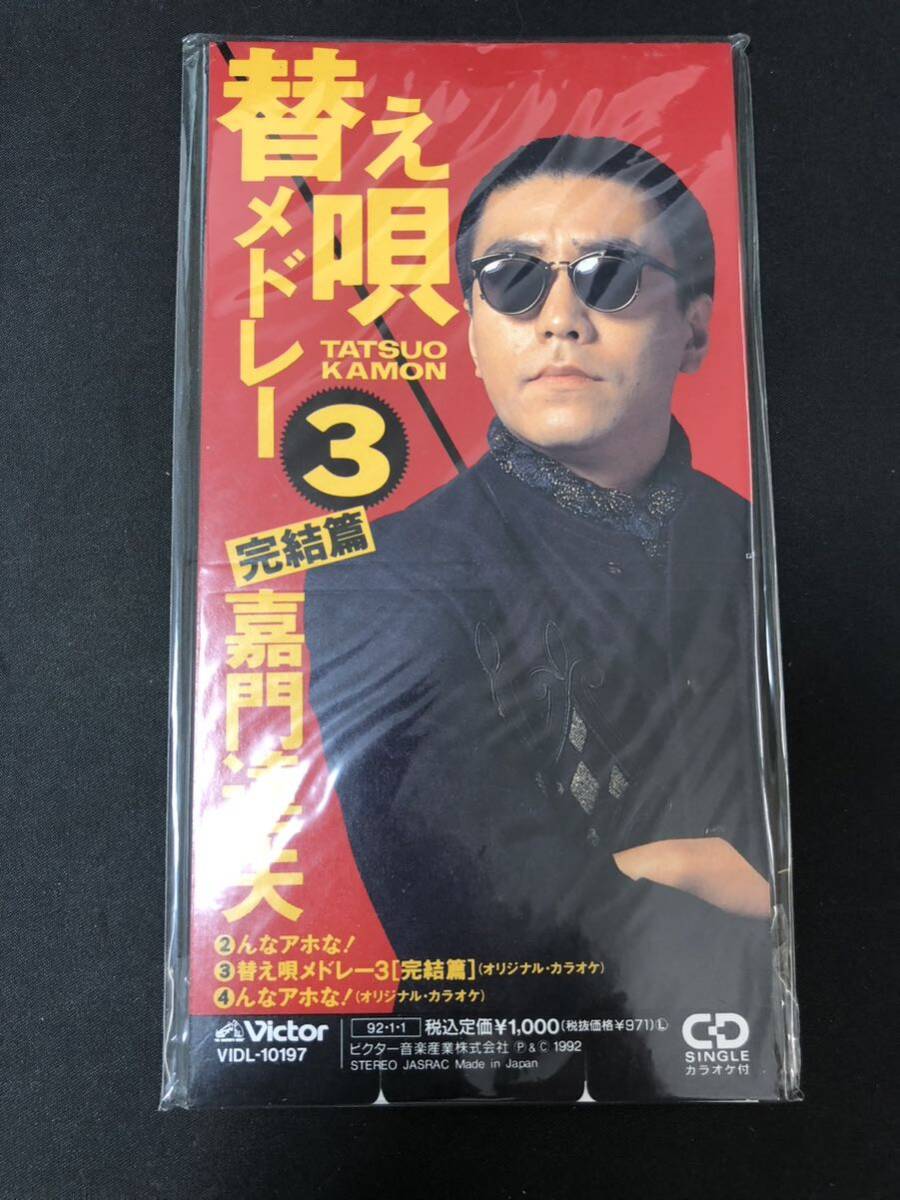 替え唄
メドレー
3
TATSUO
KAMON
完結篇
嘉門達夫
❷んなアホな!
❸替え唄メドレー3[完結篇](オリジナル・カラオケ)
❹んなアホな!(オリジナル・カラオケ)
Victor
VIDL-10197
92・1・1 税込定価¥1,000(税抜価格¥971)Ⓛ
ビクター音楽産業株式会社 Ⓟ&Ⓒ 1992
STEREO JASRAC Made in Japan
CD
SINGLE
カラオケ付